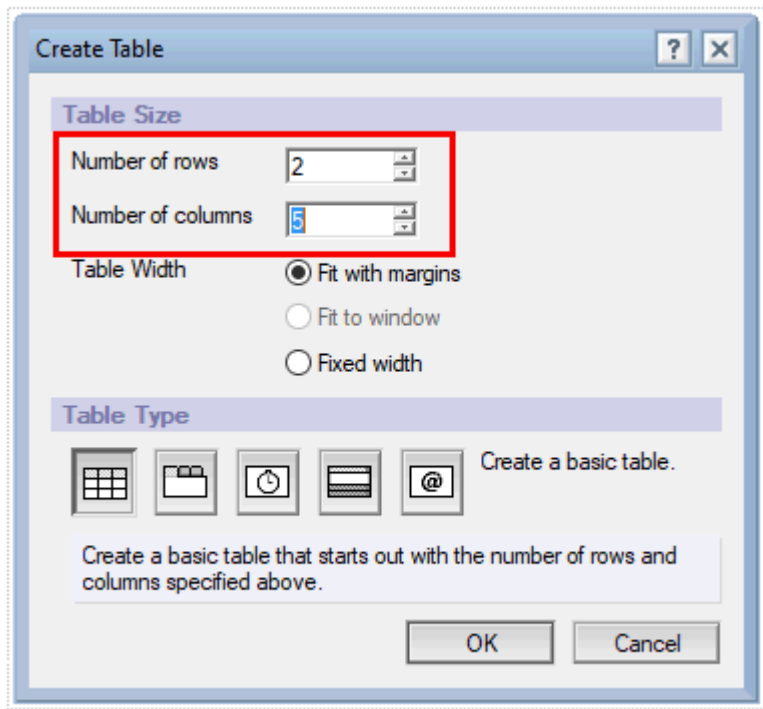 Create Table
?
Table Size
Number of rows 2
Number of columns 5
Table Width Fit with margins
Fit to window
Fixed width
Table Type
@ Create a basic table.
Create a basic table that starts out with the number of rows and
columns specified above.
OK Cancel